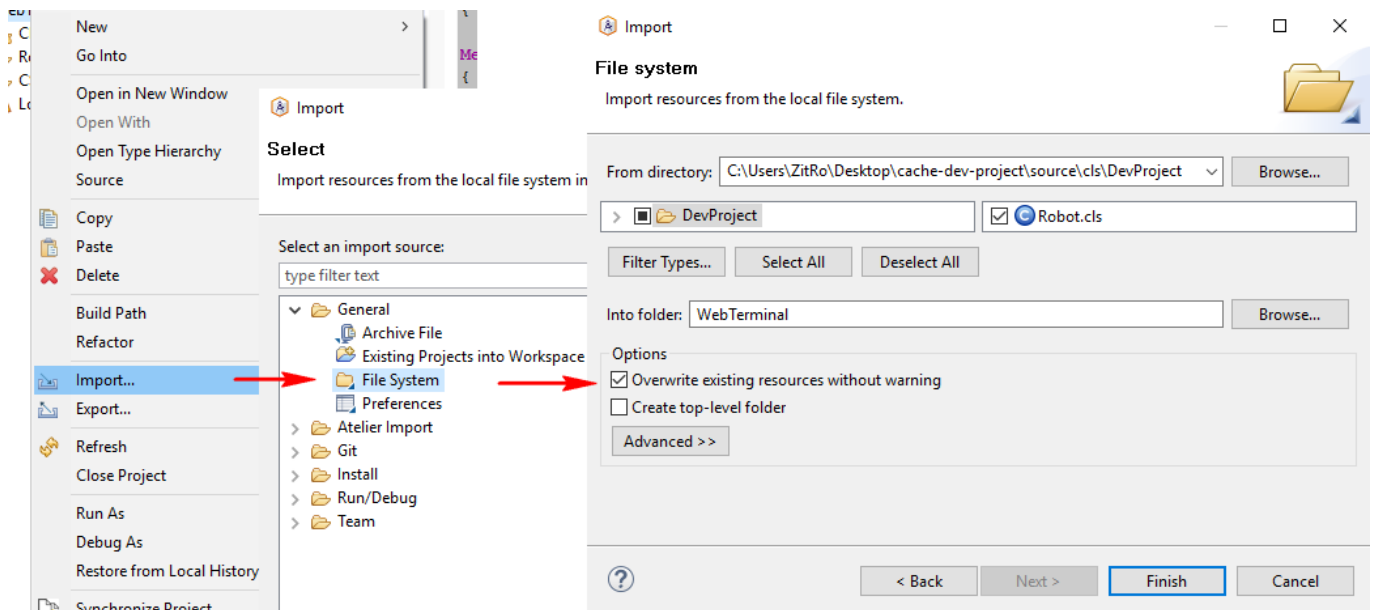 New
Go Into
Open in New Window
Open With
Open Type Hierarchy
Source
Copy
Paste
Delete
Build Path
Refactor
Import...
Export...
Refresh
Close Project
Run As
Debug As
Restore from Local History
Synchronize Project
{
Me
{
Import
Select
Import resources from the local file system in
Select an import source:
type filter text
General
Archive File
Existing Projects into Workspace
File System
Preferences
Atelier Import
Git
Install
Run/Debug
Team
Import
File system
Import resources from the local file system.
From directory: C:\Users\ZitRo\Desktop\cache-dev-project\source\cls\DevProject Browse...
DevProject
Robot.cls
Filter Types... Select All Deselect All
Into folder: WebTerminal Browse...
Options
Overwrite existing resources without warning
Create top-level folder
Advanced >>
< Back Next > Finish Cancel